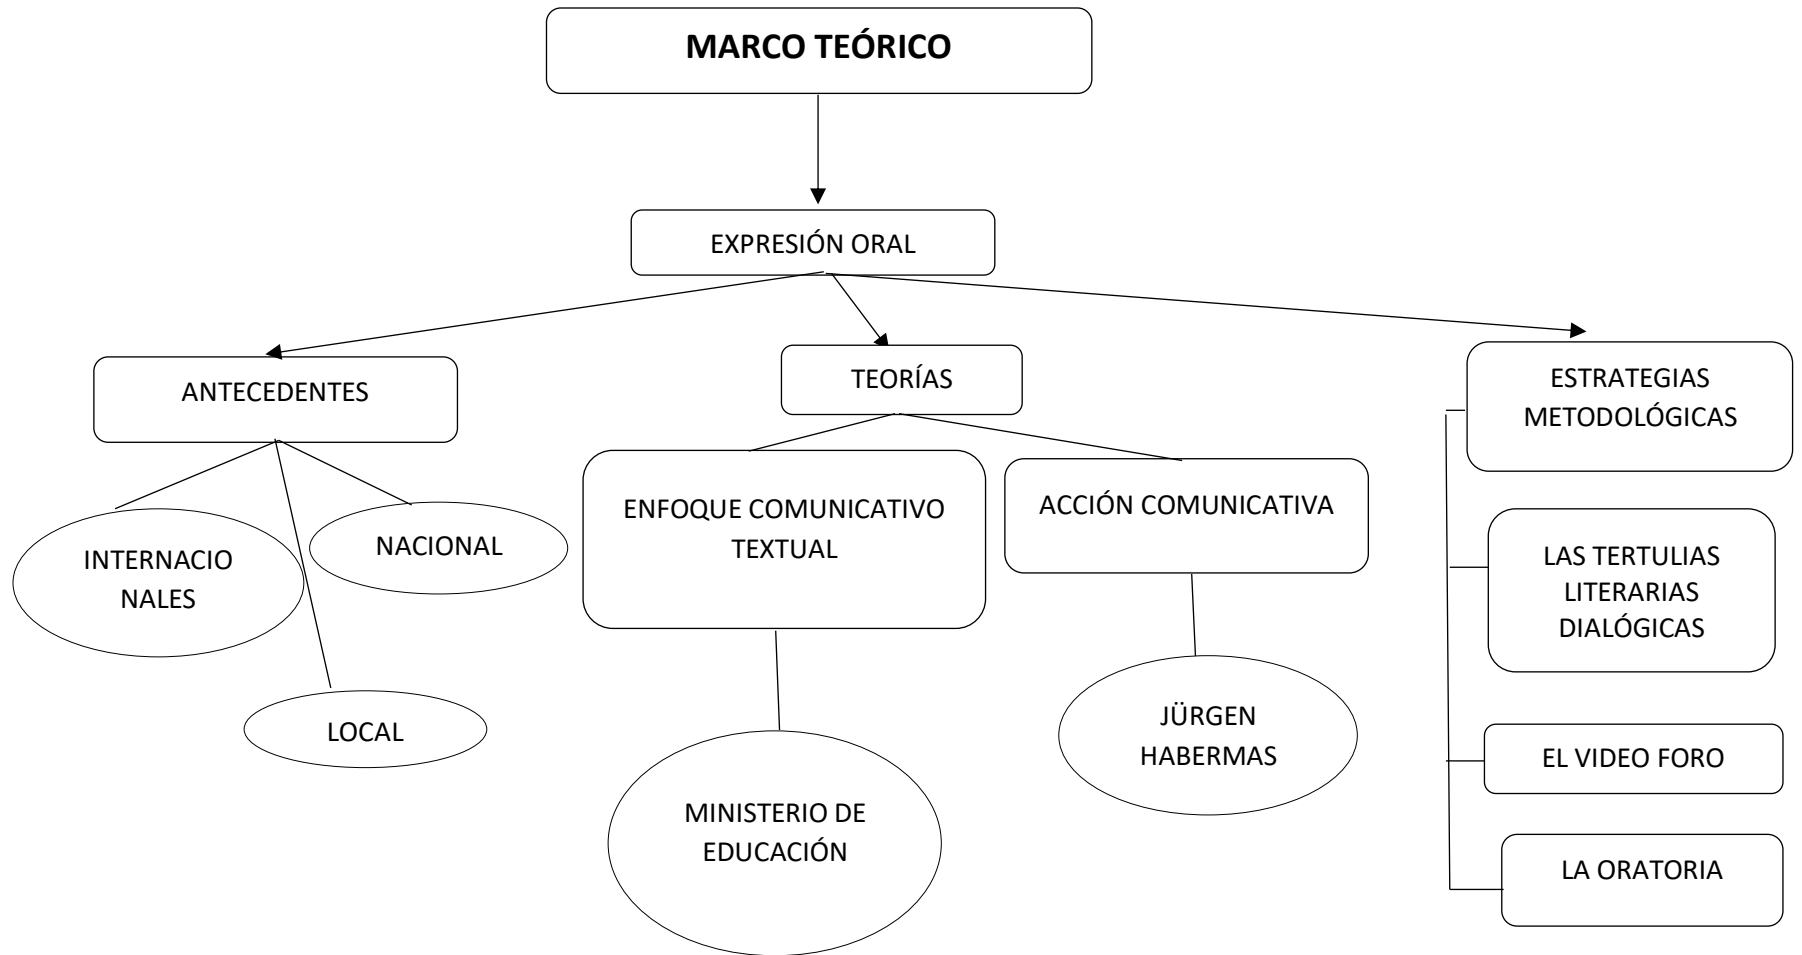 MARCO TEÓRICO
EXPRESIÓN ORAL
ANTECEDENTES
TEORÍAS
ESTRATEGIAS
METODOLÓGICAS
INTERNACIO
NALES
NACIONAL
LOCAL
ENFOQUE COMUNICATIVO
TEXTUAL
ACCIÓN COMUNICATIVA
MINISTERIO DE
EDUCACIÓN
JÜRGEN
HABERMAS
LAS TERTULIAS
LITERARIAS
DIALÓGICAS
EL VIDEO FORO
LA ORATORIA